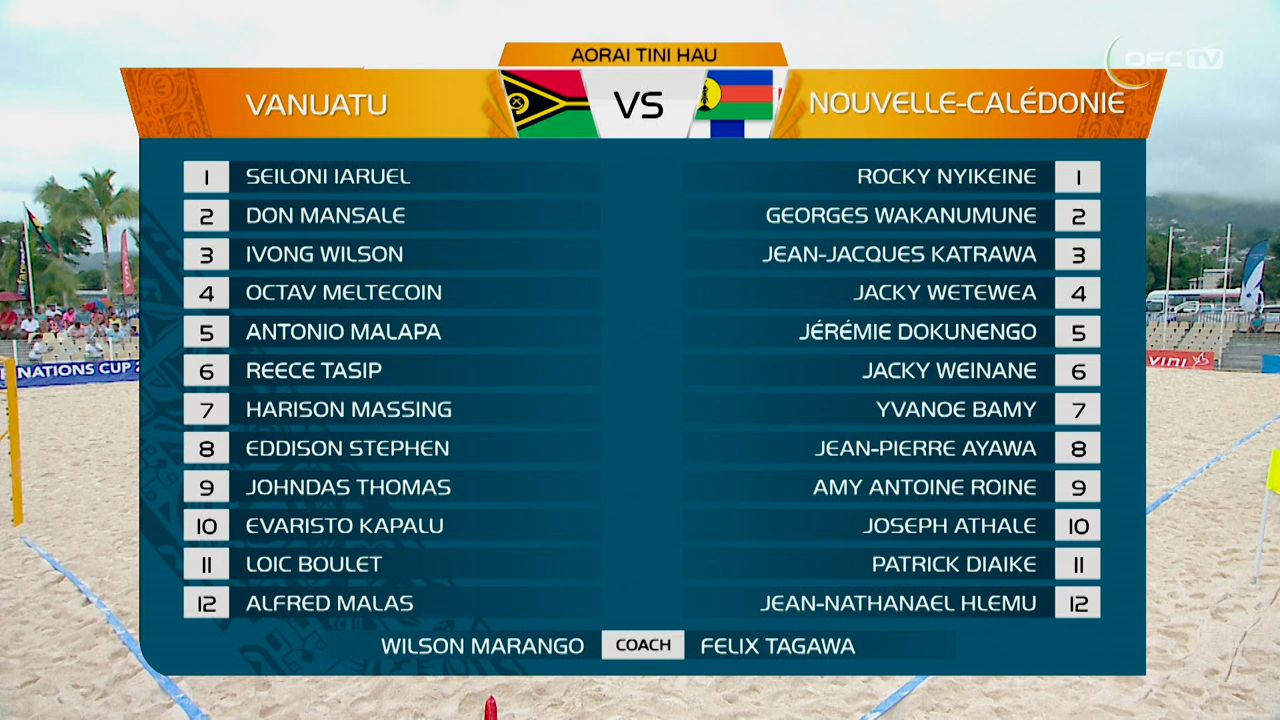 AORAI TINI HAU
OFC TV
VANUATU VS NOUVELLE-CALÉDONIE
1 SEILONI IARUEL ROCKY NYIKEINE 1
2 DON MANSALE GEORGES WAKANUMUNE 2
3 IVONG WILSON JEAN-JACQUES KATRAWA 3
4 OCTAV MELTECOIN JACKY WETEWEA 4
5 ANTONIO MALAPA JÉRÉMIE DOKUNENGO 5
6 REECE TASIP JACKY WEINANE 6
7 HARISON MASSING YVANOE BAMY 7
8 EDDISON STEPHEN JEAN-PIERRE AYAWA 8
9 JOHNDAS THOMAS AMY ANTOINE ROINE 9
10 EVARISTO KAPALU JOSEPH ATHALE 10
11 LOIC BOULET PATRICK DIAIKE 11
12 ALFRED MALAS JEAN-NATHANAEL HLEMU 12
WILSON MARANGO COACH FELIX TAGAWA
NATIONS CUP
VINI